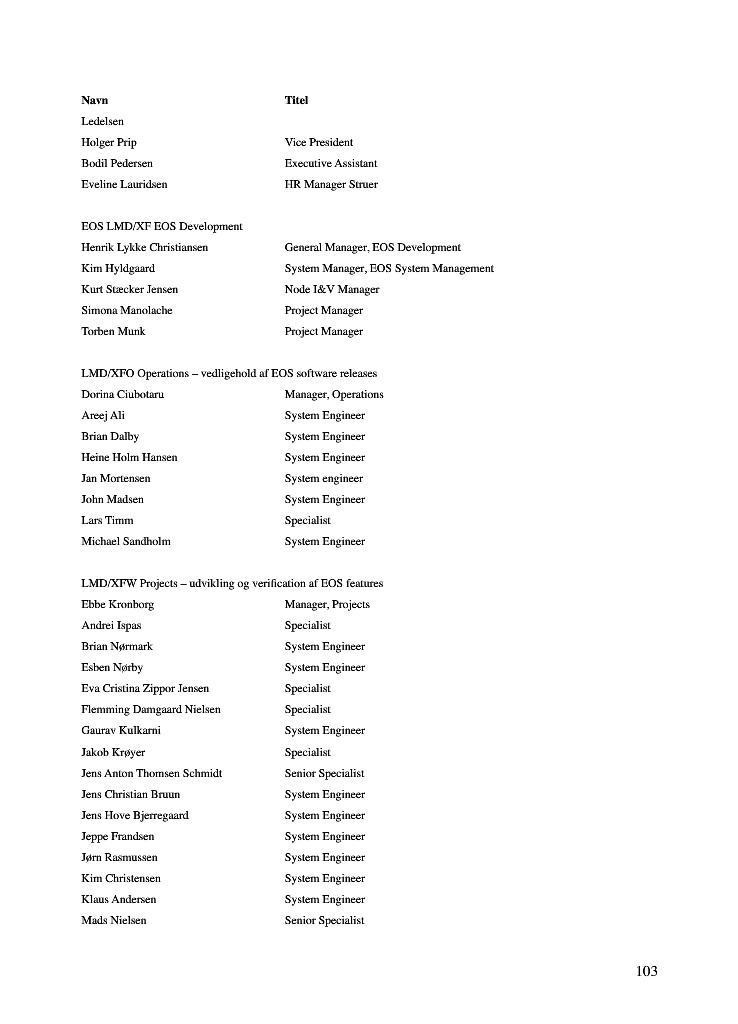 Navn Titel
Ledelsen
Holger Prip Vice President
Bodil Pedersen Executive Assistant
Eveline Lauridsen HR Manager Struer
EOS LMD/XF EOS Development
Henrik Lykke Christiansen General Manager, EOS Development
Kim Hyldgaard System Manager, EOS System Management
Kurt Stæcker Jensen Node I&V Manager
Simona Manolache Project Manager
Torben Munk Project Manager
LMD/XFO Operations – vedligehold af EOS software releases
Dorina Ciubotaru Manager, Operations
Areej Ali System Engineer
Brian Dalby System Engineer
Heine Holm Hansen System Engineer
Jan Mortensen System engineer
John Madsen System Engineer
Lars Timm Specialist
Michael Sandholm System Engineer
LMD/XFW Projects – udvikling og verification af EOS features
Ebbe Kronborg Manager, Projects
Andrei Ispas Specialist
Brian Nørmark System Engineer
Esben Nørby System Engineer
Eva Cristina Zippor Jensen Specialist
Flemming Damgaard Nielsen Specialist
Gaurav Kulkarni System Engineer
Jakob Krøyer Specialist
Jens Anton Thomsen Schmidt Senior Specialist
Jens Christian Bruun System Engineer
Jens Hove Bjerregaard System Engineer
Jeppe Frandsen System Engineer
Jørn Rasmussen System Engineer
Kim Christensen System Engineer
Klaus Andersen System Engineer
Mads Nielsen Senior Specialist
103